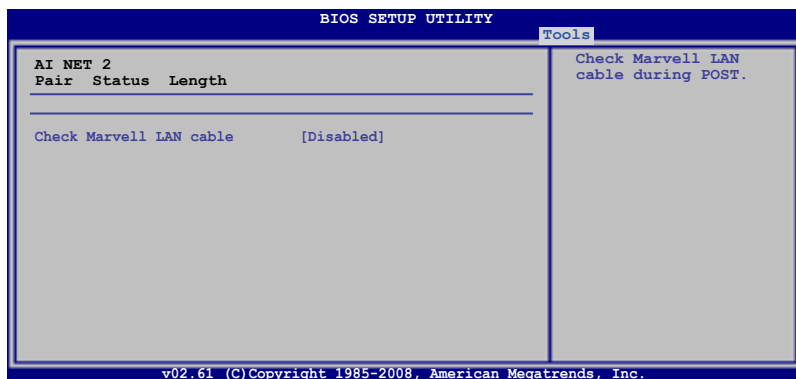 BIOS SETUP UTILITY
Tools
AI NET 2
Pair Status Length
Check Marvell LAN cable [Disabled]
Check Marvell LAN
cable during POST.
v02.61 (C)Copyright 1985-2008, American Megatrends, Inc.